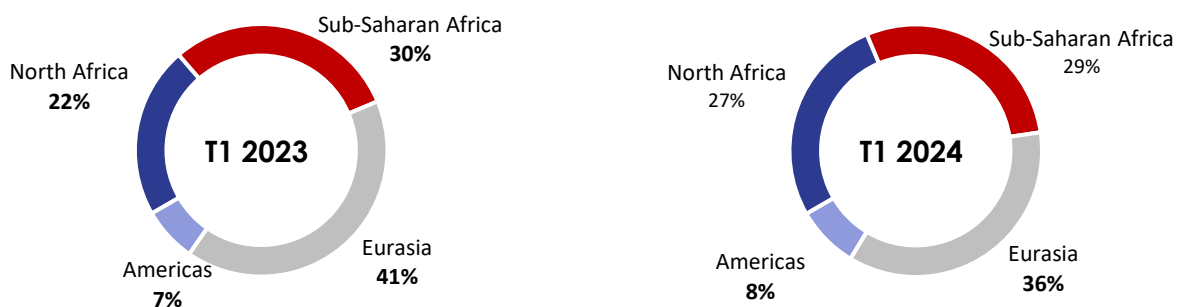 Sub-Saharan Africa
30%
North Africa
22%
T1 2023
Eurasia
41%
Americas
7%
Sub-Saharan Africa
29%
North Africa
27%
T1 2024
Eurasia
36%
Americas
8%